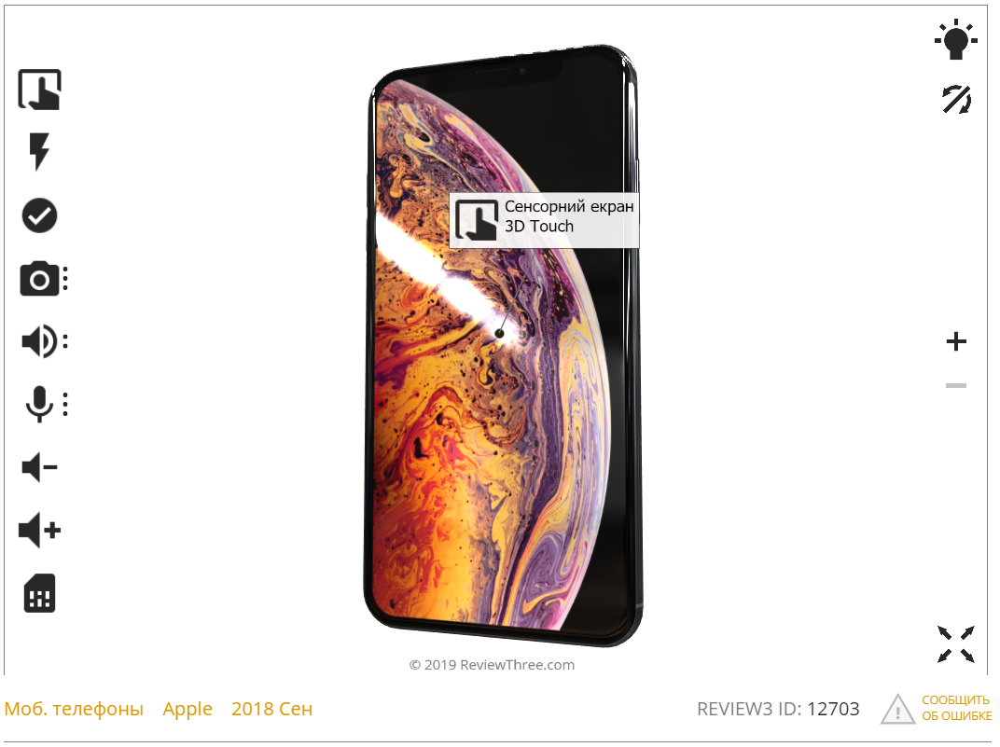 Сенсорний екран
3D Touch
© 2019 ReviewThree.com
Моб. телефоны Apple 2018 Сен
REVIEW3 ID: 12703
СООБЩИТЬ
ОБ ОШИБКЕ